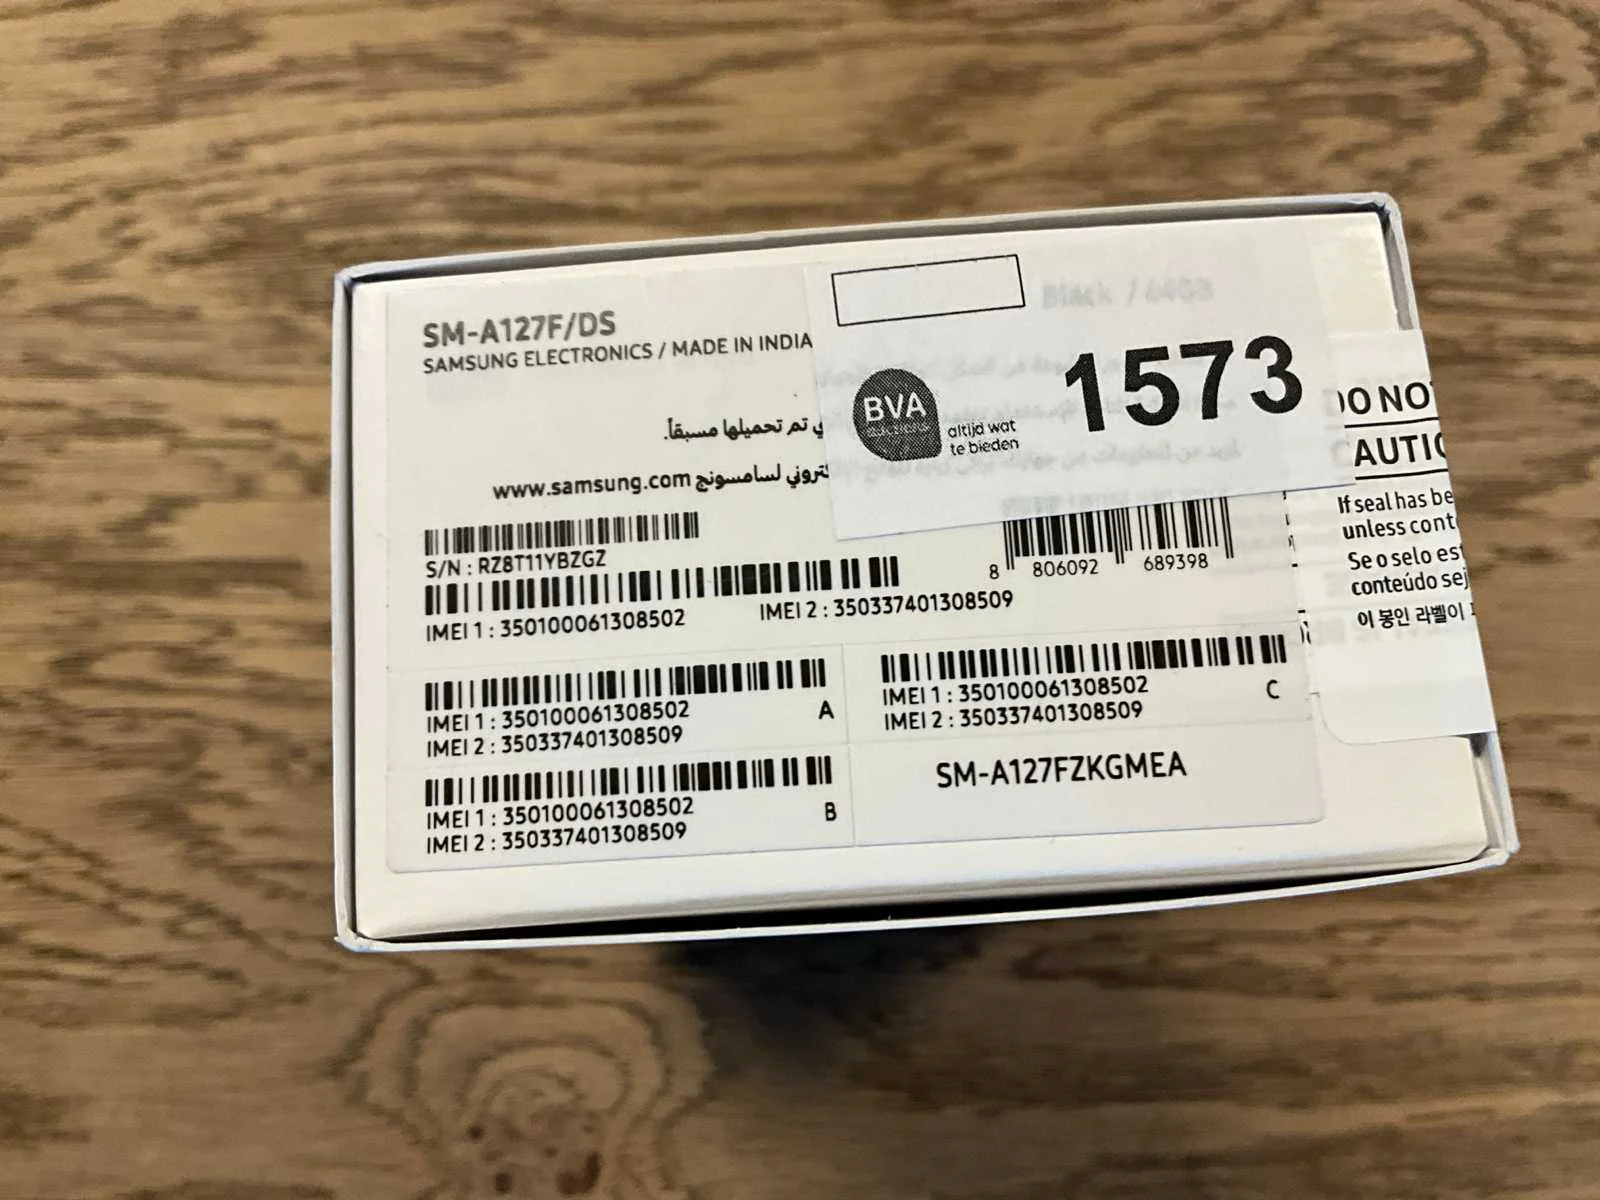 SM-A127F/DS
SAMSUNG ELECTRONICS / MADE IN INDIA
Black / 64GB
BVA
altijd wat
te bieden
1573
تم تحميلها مسبقاً.
لسامسونج www.samsung.com
S/N : RZ8T11YBZGZ
IMEI 1 : 350100061308502
IMEI 2 : 350337401308509
8 806092 689398
IMEI 1 : 350100061308502
IMEI 2 : 350337401308509
A
IMEI 1 : 350100061308502
IMEI 2 : 350337401308509
C
IMEI 1 : 350100061308502
IMEI 2 : 350337401308509
B
SM-A127FZKGMEA
DO NO
CAUTIO
If seal has be
unless cont
Se o selo est
conteúdo sej
이 봉인 라벨이